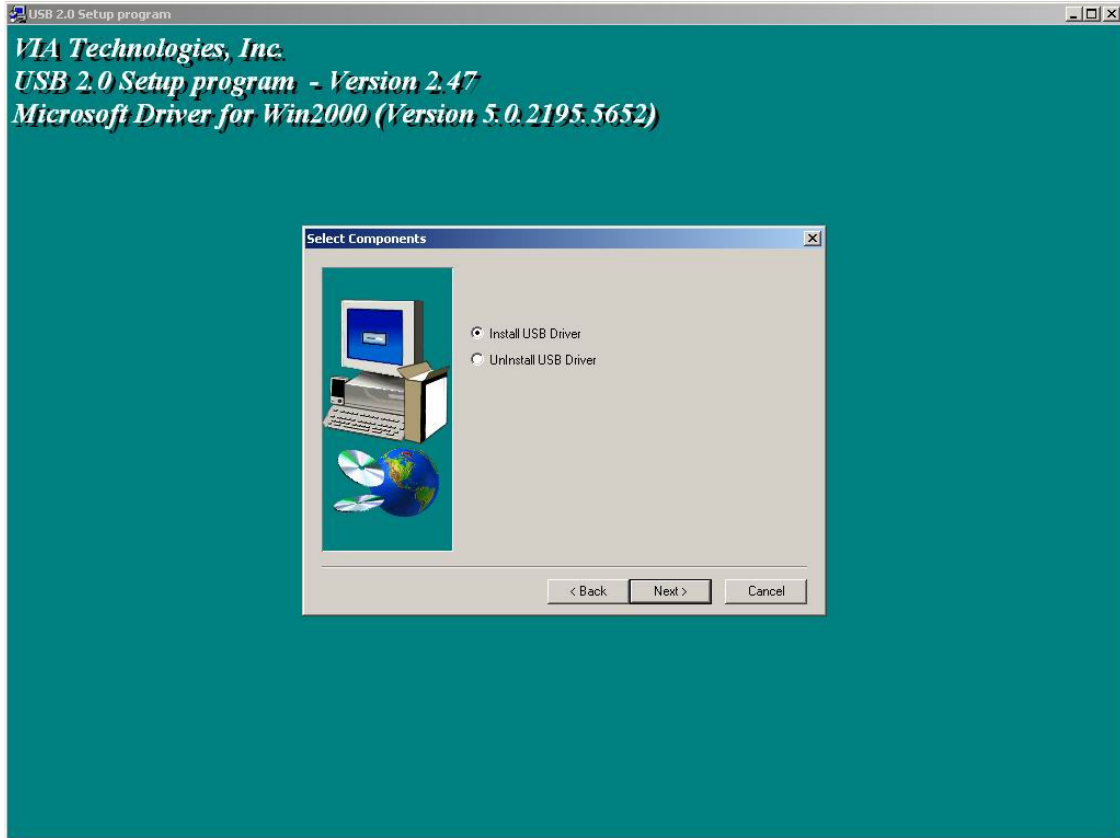 USB 2.0 Setup program
VIA Technologies, Inc.
USB 2.0 Setup program - Version 2.47
Microsoft Driver for Win2000 (Version 5.0.2195.5652)
Select Components
Install USB Driver
UnInstall USB Driver
< Back Next > Cancel